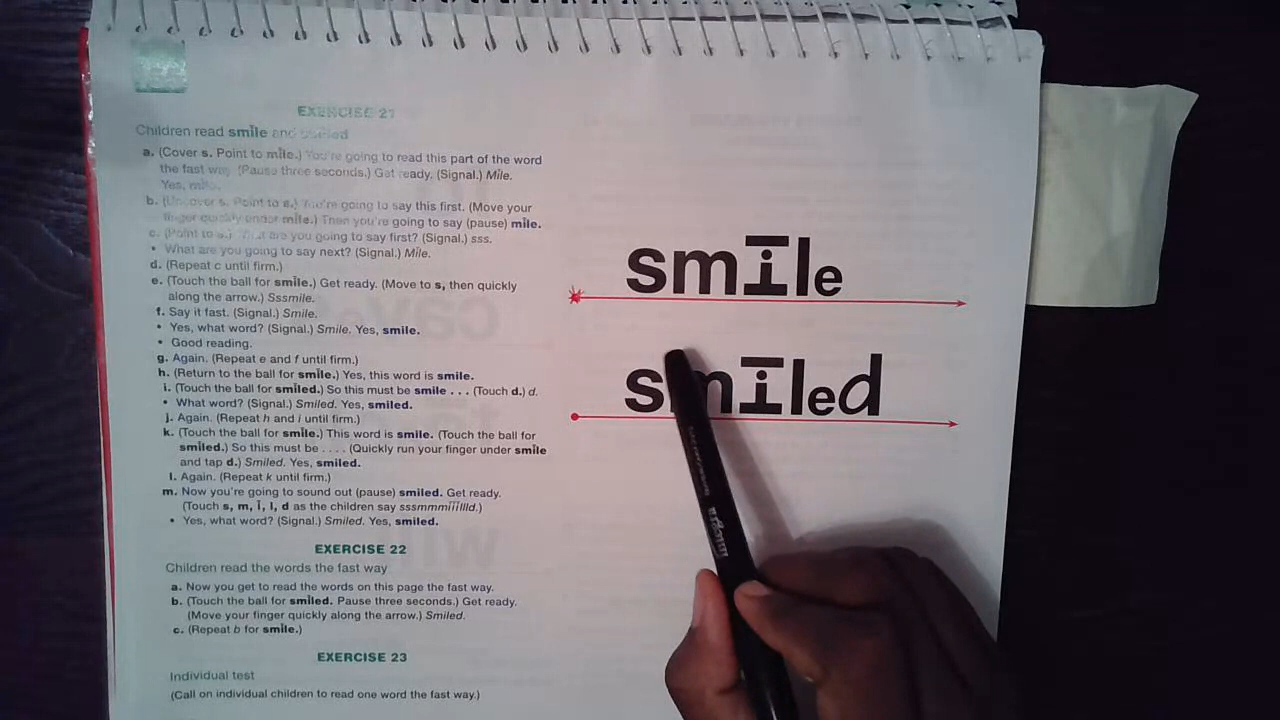 EXERCISE 21
Children read smīle and smīled
a. (Cover s. Point to mīle.) You're going to read this part of the word
the fast way. (Pause three seconds.) Get ready. (Signal.) Mile.
Yes, mile.
b. (Uncover s. Point to s.) You're going to say this first. (Move your
finger quickly under mīle.) Then you're going to say (pause) mile.
c. (Point to s.) What are you going to say first? (Signal.) sss.
• What are you going to say next? (Signal.) Mile.
d. (Repeat c until firm.)
e. (Touch the ball for smīle.) Get ready. (Move to s, then quickly
along the arrow.) Sssmile.
f. Say it fast. (Signal.) Smile.
• Yes, what word? (Signal.) Smile. Yes, smile.
• Good reading.
g. Again. (Repeat e and f until firm.)
h. (Return to the ball for smīle.) Yes, this word is smile.
i. (Touch the ball for smīled.) So this must be smile . . . (Touch d.) d.
• What word? (Signal.) Smiled. Yes, smiled.
j. Again. (Repeat h and i until firm.)
k. (Touch the ball for smīle.) This word is smile. (Touch the ball for
smīled.) So this must be . . . . (Quickly run your finger under smīle
and tap d.) Smiled. Yes, smiled.
l. Again. (Repeat k until firm.)
m. Now you're going to sound out (pause) smiled. Get ready.
(Touch s, m, ī, l, d as the children say sssmmmīīīllld.)
• Yes, what word? (Signal.) Smiled. Yes, smiled.
EXERCISE 22
Children read the words the fast way
a. Now you get to read the words on this page the fast way.
b. (Touch the ball for smīled. Pause three seconds.) Get ready.
(Move your finger quickly along the arrow.) Smiled.
c. (Repeat b for smīle.)
EXERCISE 23
Individual test
(Call on individual children to read one word the fast way.)
smīle
smīled